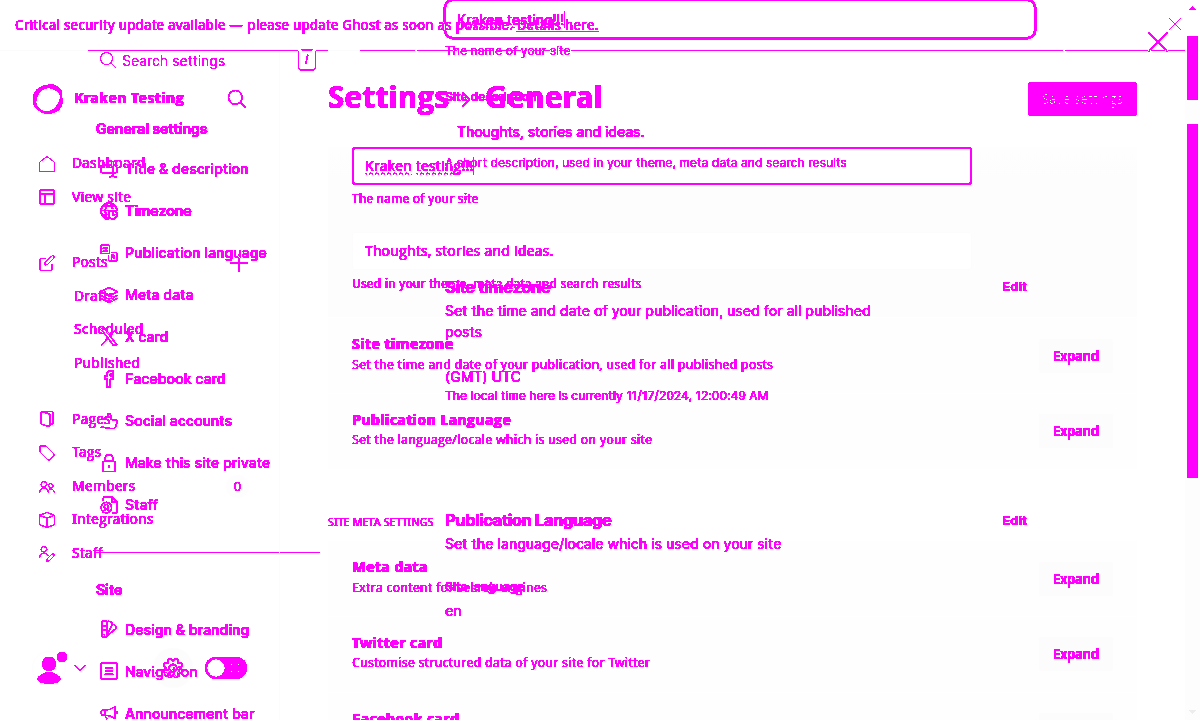 Critical security update available — please update Ghost as soon as possible. Details here.
Kraken testing!!!
The name of your site
Search settings
/
Kraken Testing
Settings
General
Site description
Save settings
General settings
Thoughts, stories and ideas.
Dashboard
Title & description
Kraken testing!!!
A short description, used in your theme, meta data and search results
View site
The name of your site
Timezone
Publication language
Thoughts, stories and ideas.
Posts
Used in your theme, meta data and search results
Site timezone
Edit
Drafts
Meta data
Set the time and date of your publication, used for all published
posts
Scheduled
X card
Site timezone
Set the time and date of your publication, used for all published posts
Expand
Published
Facebook card
(GMT) UTC
The local time here is currently 11/17/2024, 12:00:49 AM
Pages
Social accounts
Publication Language
Set the language/locale which is used on your site
Expand
Tags
Make this site private
Members
0
Staff
Integrations
SITE META SETTINGS
Publication Language
Edit
Set the language/locale which is used on your site
Staff
Meta data
Extra content for search engines
Expand
Site language
en
Site
Design & branding
Twitter card
Customise structured data of your site for Twitter
Expand
Navigation
Announcement bar
Facebook card